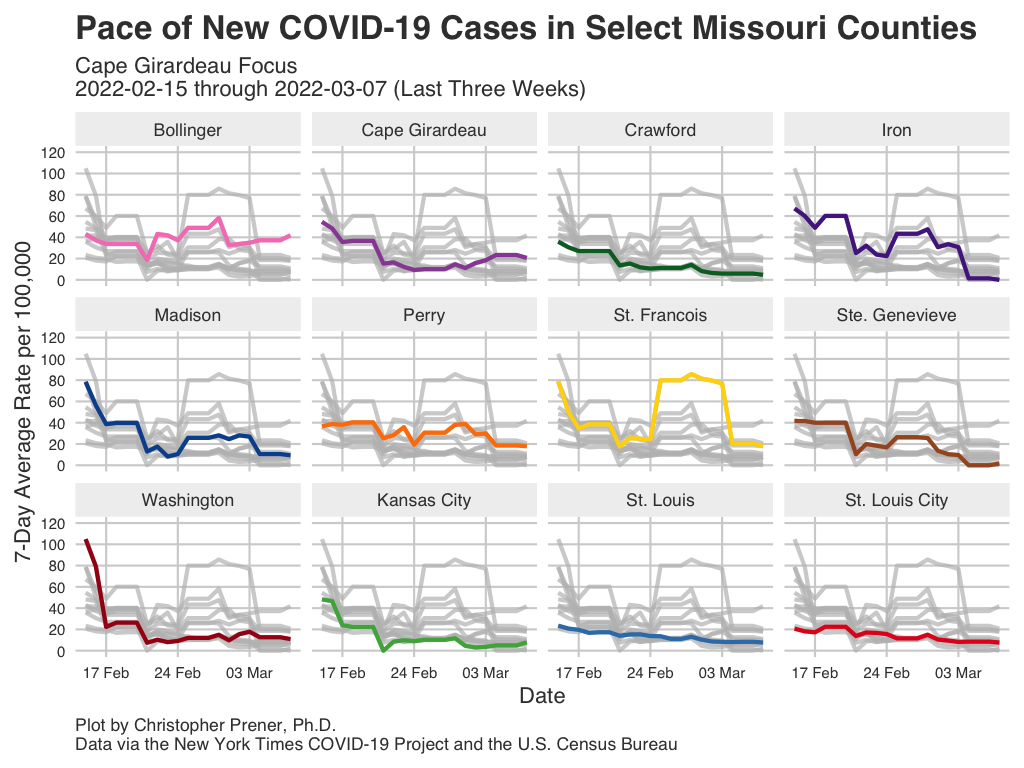 Pace of New COVID-19 Cases in Select Missouri Counties
Cape Girardeau Focus
2022-02-15 through 2022-03-07 (Last Three Weeks)
Bollinger
Cape Girardeau
Crawford
Iron
120
100
80
60
40
20
0
Madison
Perry
St. Francois
Ste. Genevieve
120
100
80
60
40
20
0
Washington
Kansas City
St. Louis
St. Louis City
120
100
80
60
40
20
0
7-Day Average Rate per 100,000
17 Feb 24 Feb 03 Mar 17 Feb 24 Feb 03 Mar 17 Feb 24 Feb 03 Mar 17 Feb 24 Feb 03 Mar
Date
Plot by Christopher Prener, Ph.D.
Data via the New York Times COVID-19 Project and the U.S. Census Bureau